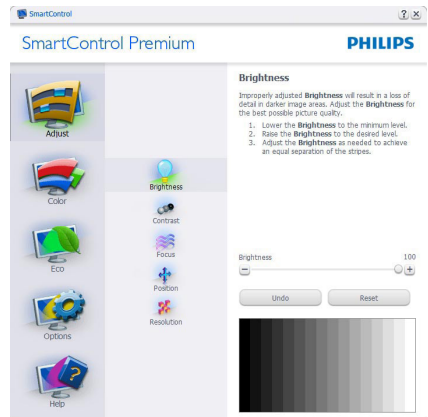 SmartControl
SmartControl Premium
PHILIPS
Adjust
Color
Eco
Options
Help
Brightness
Contrast
Focus
Position
Resolution
Brightness
Improperly adjusted Brightness will result in a loss of
detail in darker image areas. Adjust the Brightness for
the best possible picture quality.
1. Lower the Brightness to the minimum level.
2. Raise the Brightness to the desired level.
3. Adjust the Brightness as needed to achieve
an equal separation of the stripes.
Brightness 100
Undo Reset